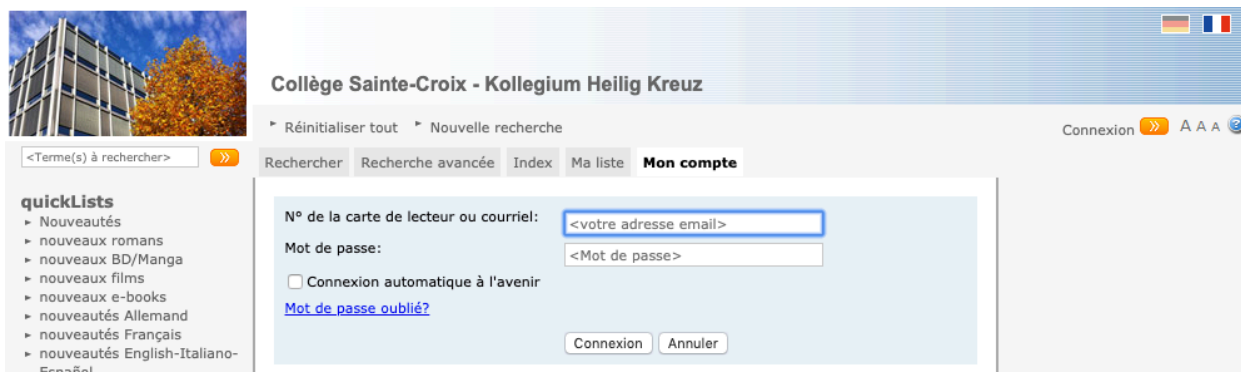 Collège Sainte-Croix - Kollegium Heilig Kreuz
Réinitialiser tout Nouvelle recherche
Connexion A A A ?
<Terme(s) à rechercher>
Rechercher Recherche avancée Index Ma liste Mon compte
quickLists
Nouveautés
nouveaux romans
nouveaux BD/Manga
nouveaux films
nouveaux e-books
nouveautés Allemand
nouveautés Français
nouveautés English-Italiano-
Español
N° de la carte de lecteur ou courriel: <votre adresse email>
Mot de passe: <Mot de passe>
Connexion automatique à l'avenir
Mot de passe oublié?
Connexion Annuler